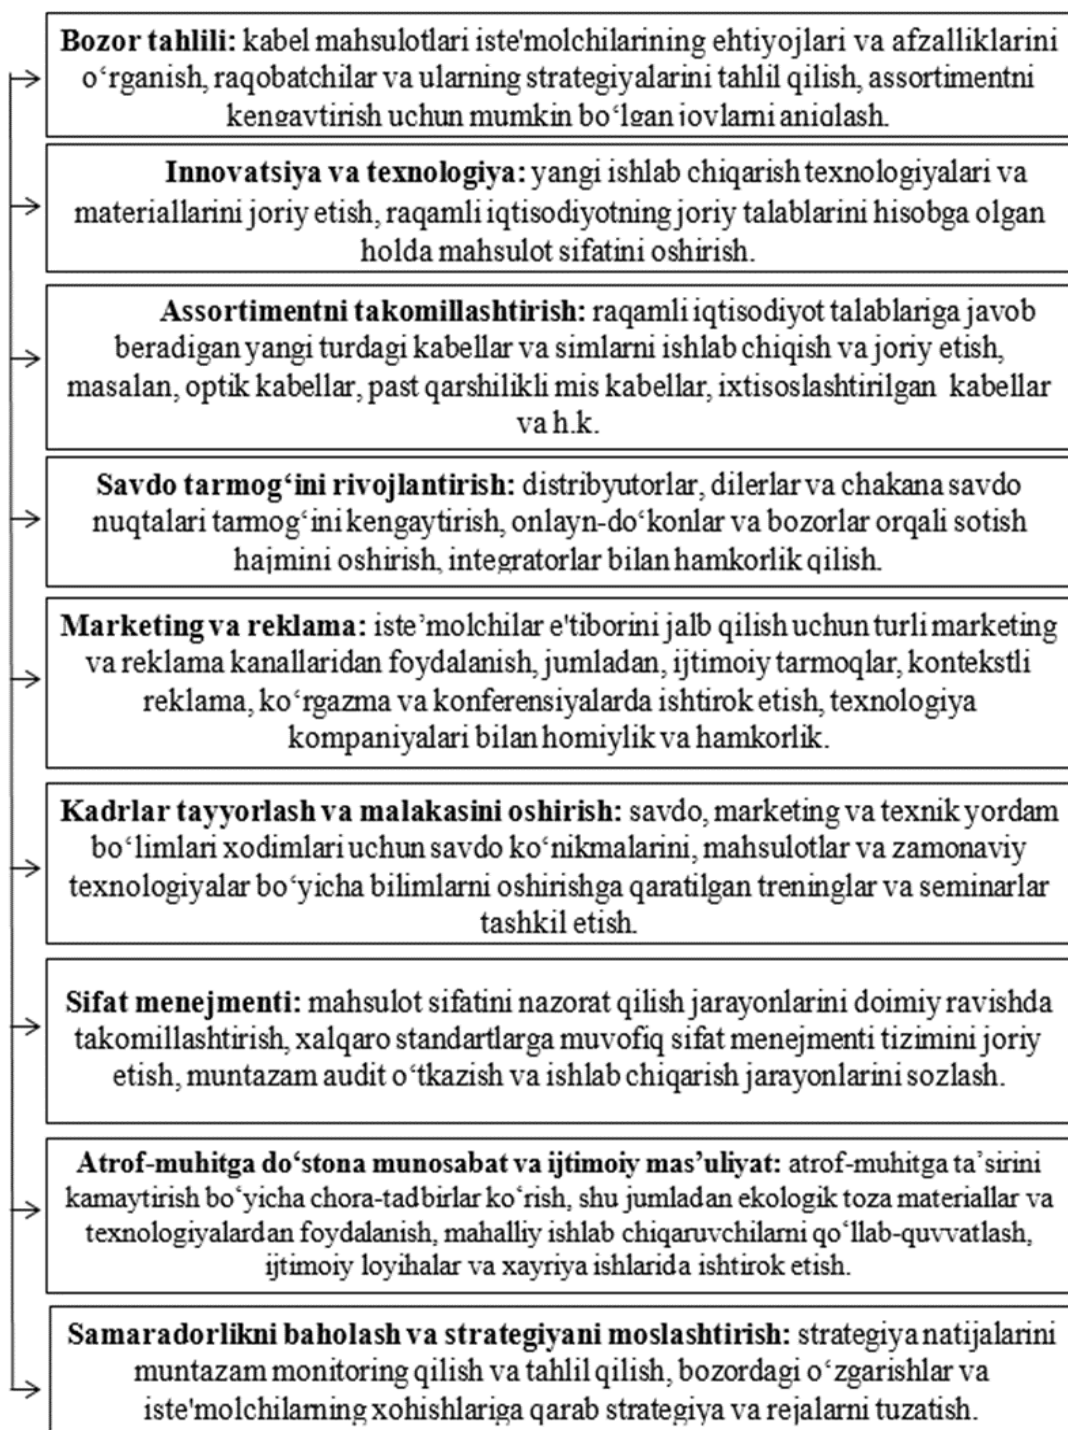 Bozor tahlili: kabel mahsulotlari iste'molchilarining ehtiyojlari va afzalliklarini
o‘rganish, raqobatchilar va ularning strategiyalarini tahlil qilish, assortimentni
kengaytirish uchun mumkin bo‘lgan joylarni aniqlash.
Innovatsiya va texnologiya: yangi ishlab chiqarish texnologiyalari va
materiallarini joriy etish, raqamli iqtisodiyotning joriy talablarini hisobga olgan
holda mahsulot sifatini oshirish.
Assortimentni takomillashtirish: raqamli iqtisodiyot talablariga javob
beradigan yangi turdagi kabellar va simlarni ishlab chiqish va joriy etish,
masalan, optik kabellar, past qarshilikli mis kabellar, ixtisoslashtirilgan kabellar
va h.k.
Savdo tarmog‘ini rivojlantirish: distribyutorlar, dilerlar va chakana savdo
nuqtalari tarmog‘ini kengaytirish, onlayn-do‘konlar va bozorlar orqali sotish
hajmini oshirish, integratorlar bilan hamkorlik qilish.
Marketing va reklama: iste’molchilar e'tiborini jalb qilish uchun turli marketing
va reklama kanallaridan foydalanish, jumladan, ijtimoiy tarmoqlar, kontekstli
reklama, ko‘rgazma va konferensiyalarda ishtirok etish, texnologiya
kompaniyalari bilan homiylik va hamkorlik.
Kadrlar tayyorlash va malakasini oshirish: savdo, marketing va texnik yordam
bo‘limlari xodimlari uchun savdo ko‘nikmalarini, mahsulotlar va zamonaviy
texnologiyalar bo‘yicha bilimlarni oshirishga qaratilgan treninglar va seminarlar
tashkil etish.
Sifat menejmenti: mahsulot sifatini nazorat qilish jarayonlarini doimiy ravishda
takomillashtirish, xalqaro standartlarga muvofiq sifat menejmenti tizimini joriy
etish, muntazam audit o‘tkazish va ishlab chiqarish jarayonlarini sozlash.
Atrof-muhitga do‘stona munosabat va ijtimoiy mas’uliyat: atrof-muhitga ta’sirini
kamaytirish bo‘yicha chora-tadbirlar ko‘rish, shu jumladan ekologik toza materiallar va
texnologiyalardan foydalanish, mahalliy ishlab chiqaruvchilarni qo‘llab-quvvatlash,
ijtimoiy loyihalar va xayriya ishlarida ishtirok etish.
Samaradorlikni baholash va strategiyani moslashtirish: strategiya natijalarini
muntazam monitoring qilish va tahlil qilish, bozordagi o‘zgarishlar va
iste'molchilarning xohishlariga qarab strategiya va rejalarni tuzatish.